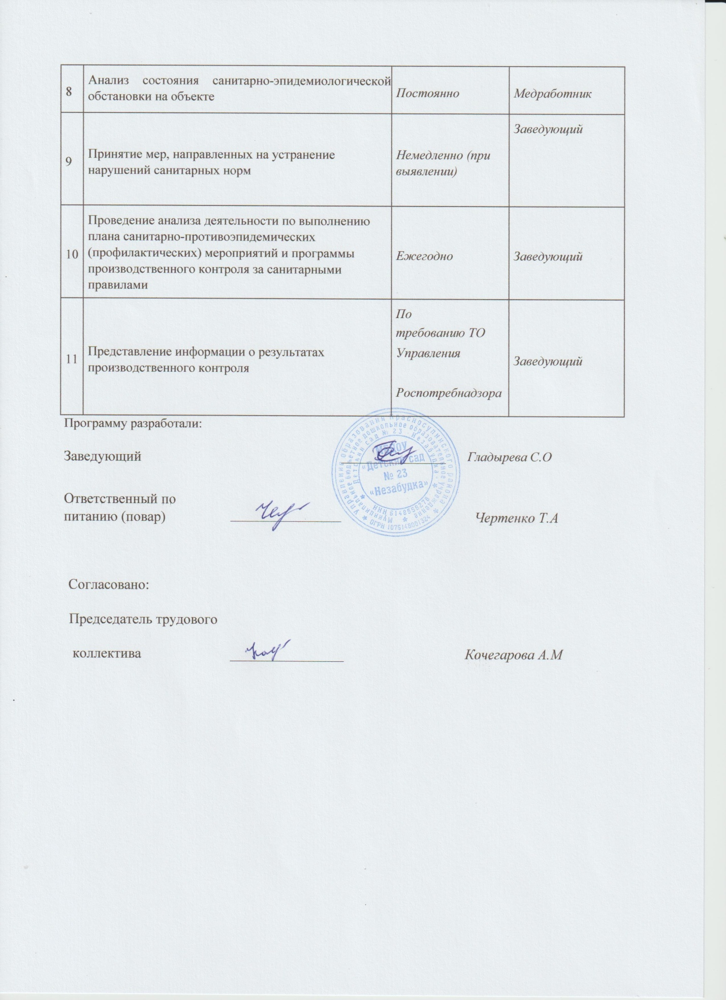 8
Анализ состояния санитарно-эпидемиологической
обстановки на объекте
Постоянно
Медработник
9
Принятие мер, направленных на устранение
нарушений санитарных норм
Немедленно (при
выявлении)
Заведующий
10
Проведение анализа деятельности по выполнению
плана санитарно-противоэпидемических
(профилактических) мероприятий и программы
производственного контроля за санитарными
правилами
Ежегодно
Заведующий
11
Представление информации о результатах
производственного контроля
По
требованию ТО
Управления
Роспотребнадзора
Заведующий
Программу разработали:
Заведующий
Гладырева С.О
Управления образования Красносулинского района
Муниципальное бюджетное дошкольное образовательное учреждение
Детский сад № 23 "Незабудка"
ОГРН 1076148001324
ИНН 6148558278
МБДОУ
«Детский сад
№ 23
«Незабудка»
Ответственный по
питанию (повар)
Чертенко Т.А
Согласовано:
Председатель трудового
коллектива
Кочегарова А.М